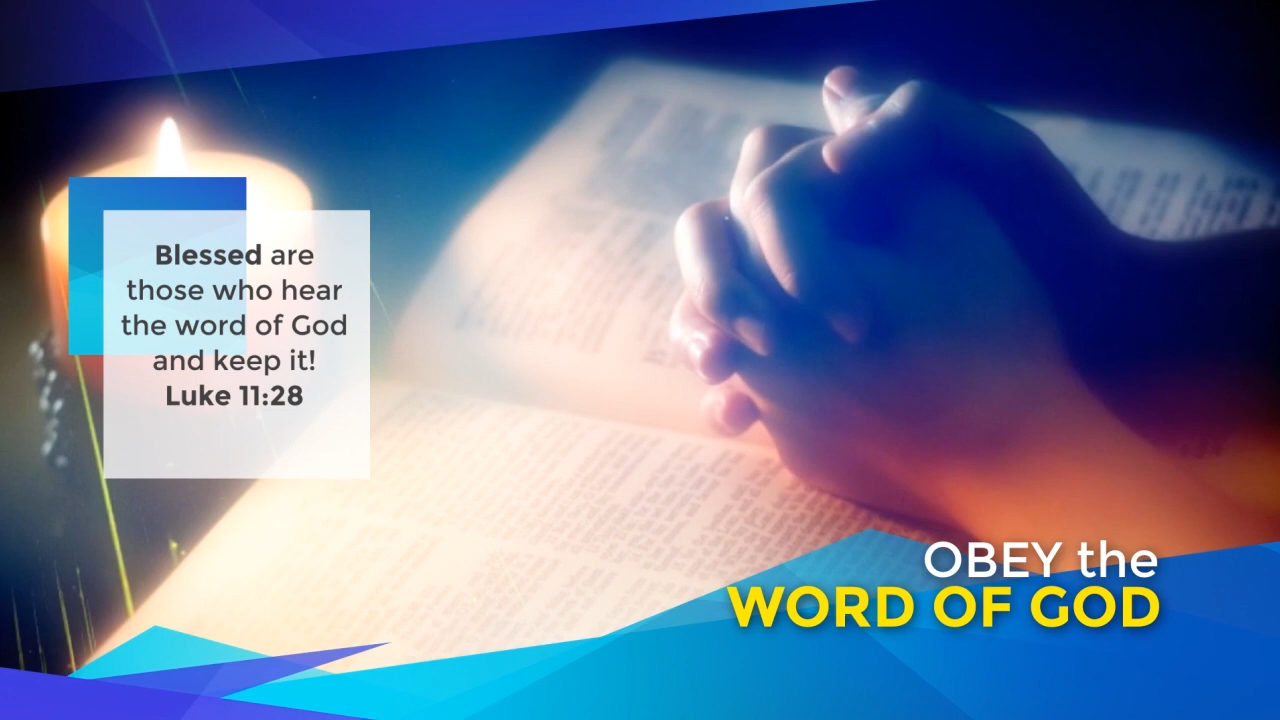 Blessed are
those who hear
the word of God
and keep it!
Luke 11:28
OBEY the
WORD OF GOD